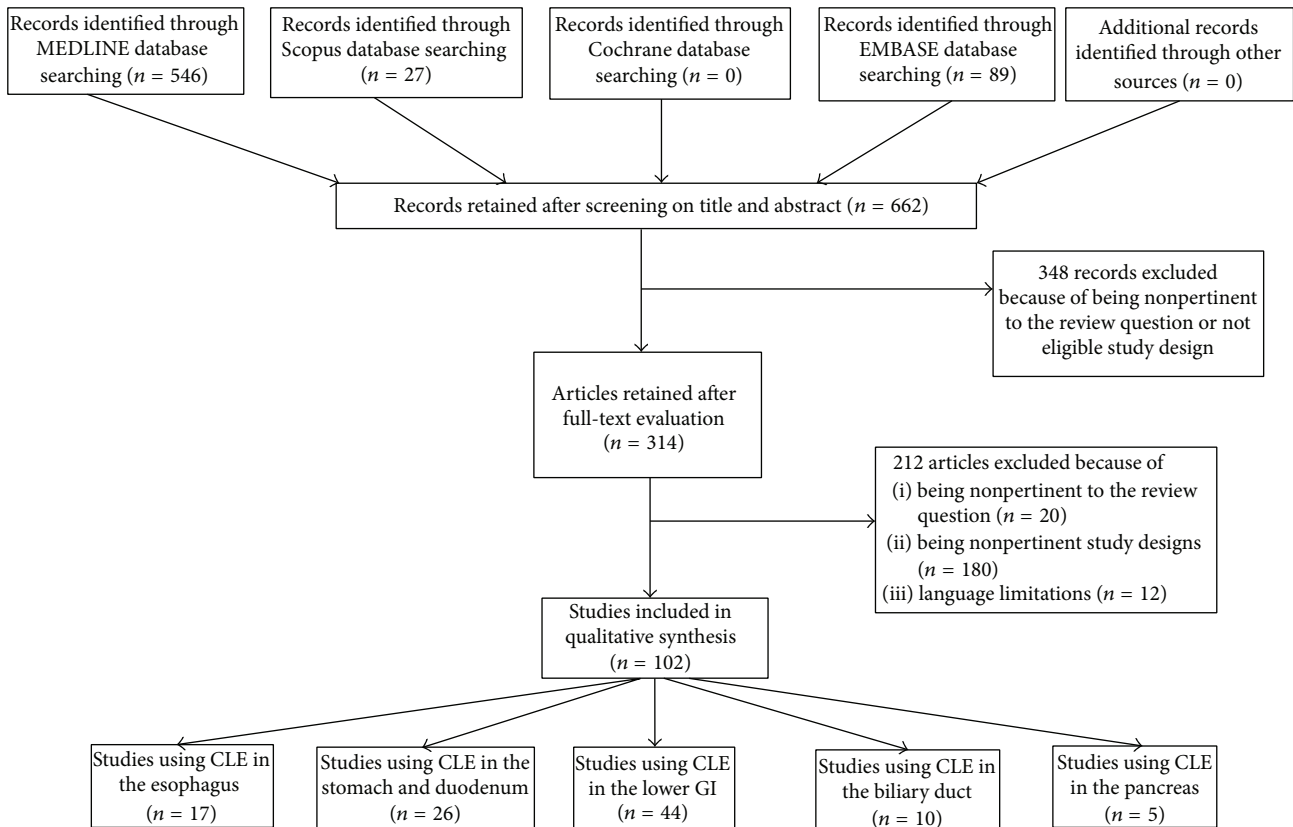 Records identified through
MEDLINE database
searching (n = 546)
Records identified through
Scopus database searching
(n = 27)
Records identified through
Cochrane database
searching (n = 0)
Records identified through
EMBASE database
searching (n = 89)
Additional records
identified through other
sources (n = 0)
Records retained after screening on title and abstract (n = 662)
348 records excluded
because of being nonpertinent
to the review question or not
eligible study design
Articles retained after
full-text evaluation
(n = 314)
212 articles excluded because of
(i) being nonpertinent to the review
question (n = 20)
(ii) being nonpertinent study designs
(n = 180)
(iii) language limitations (n = 12)
Studies included in
qualitative synthesis
(n = 102)
Studies using CLE in
the esophagus
(n = 17)
Studies using CLE in the
stomach and duodenum
(n = 26)
Studies using CLE
in the lower GI
(n = 44)
Studies using CLE in
the biliary duct
(n = 10)
Studies using CLE
in the pancreas
(n = 5)